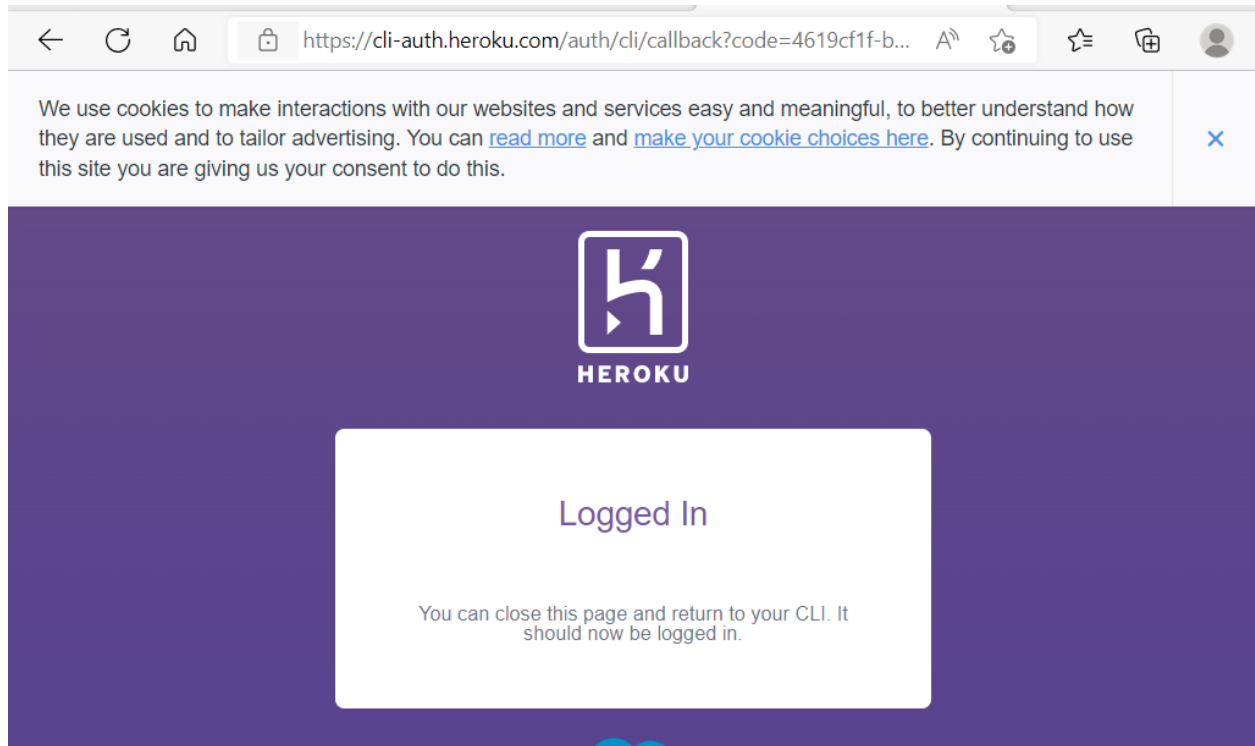 https://cli-auth.heroku.com/auth/cli/callback?code=4619cf1f-b...
We use cookies to make interactions with our websites and services easy and meaningful, to better understand how
they are used and to tailor advertising. You can read more and make your cookie choices here. By continuing to use
this site you are giving us your consent to do this.
HEROKU
Logged In
You can close this page and return to your CLI. It
should now be logged in.